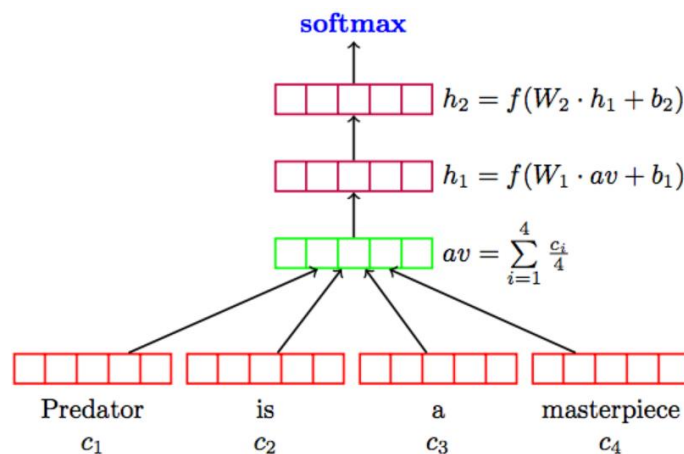 softmax
h₂ = f(W₂ · h₁ + b₂)
h₁ = f(W₁ · av + b₁)
av = ∑_{i=1}^{4} c_i/4
Predator is a masterpiece
c₁ c₂ c₃ c₄